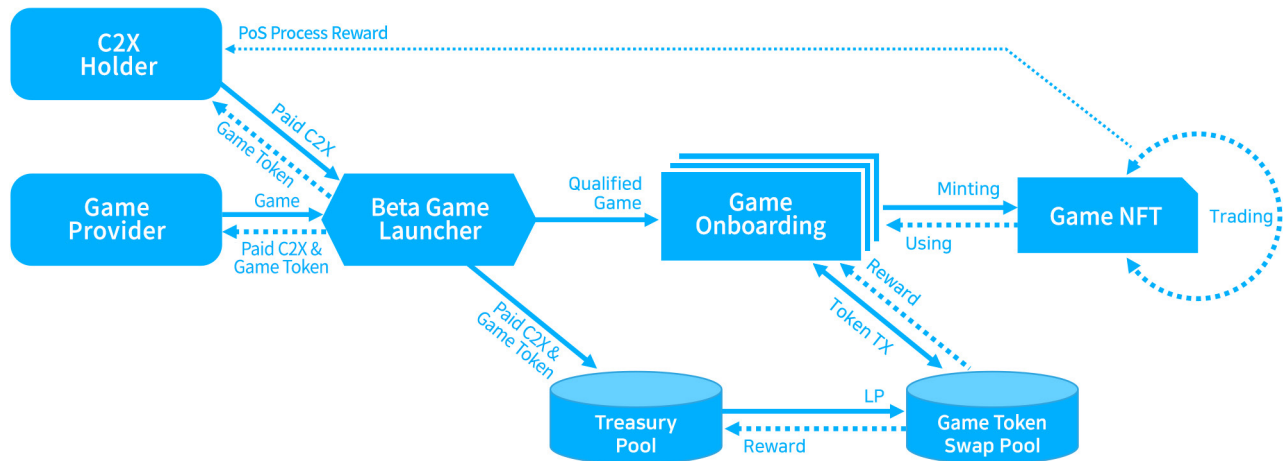 C2X
Holder
PoS Process Reward
Paid C2X
Game Token
Game
Provider
Game
Paid C2X &
Game Token
Beta Game
Launcher
Qualified
Game
Game
Onboarding
Minting
Using
Game NFT
Trading
Reward
Token TX
Paid C2X &
Game Token
Treasury
Pool
LP
Reward
Game Token
Swap Pool